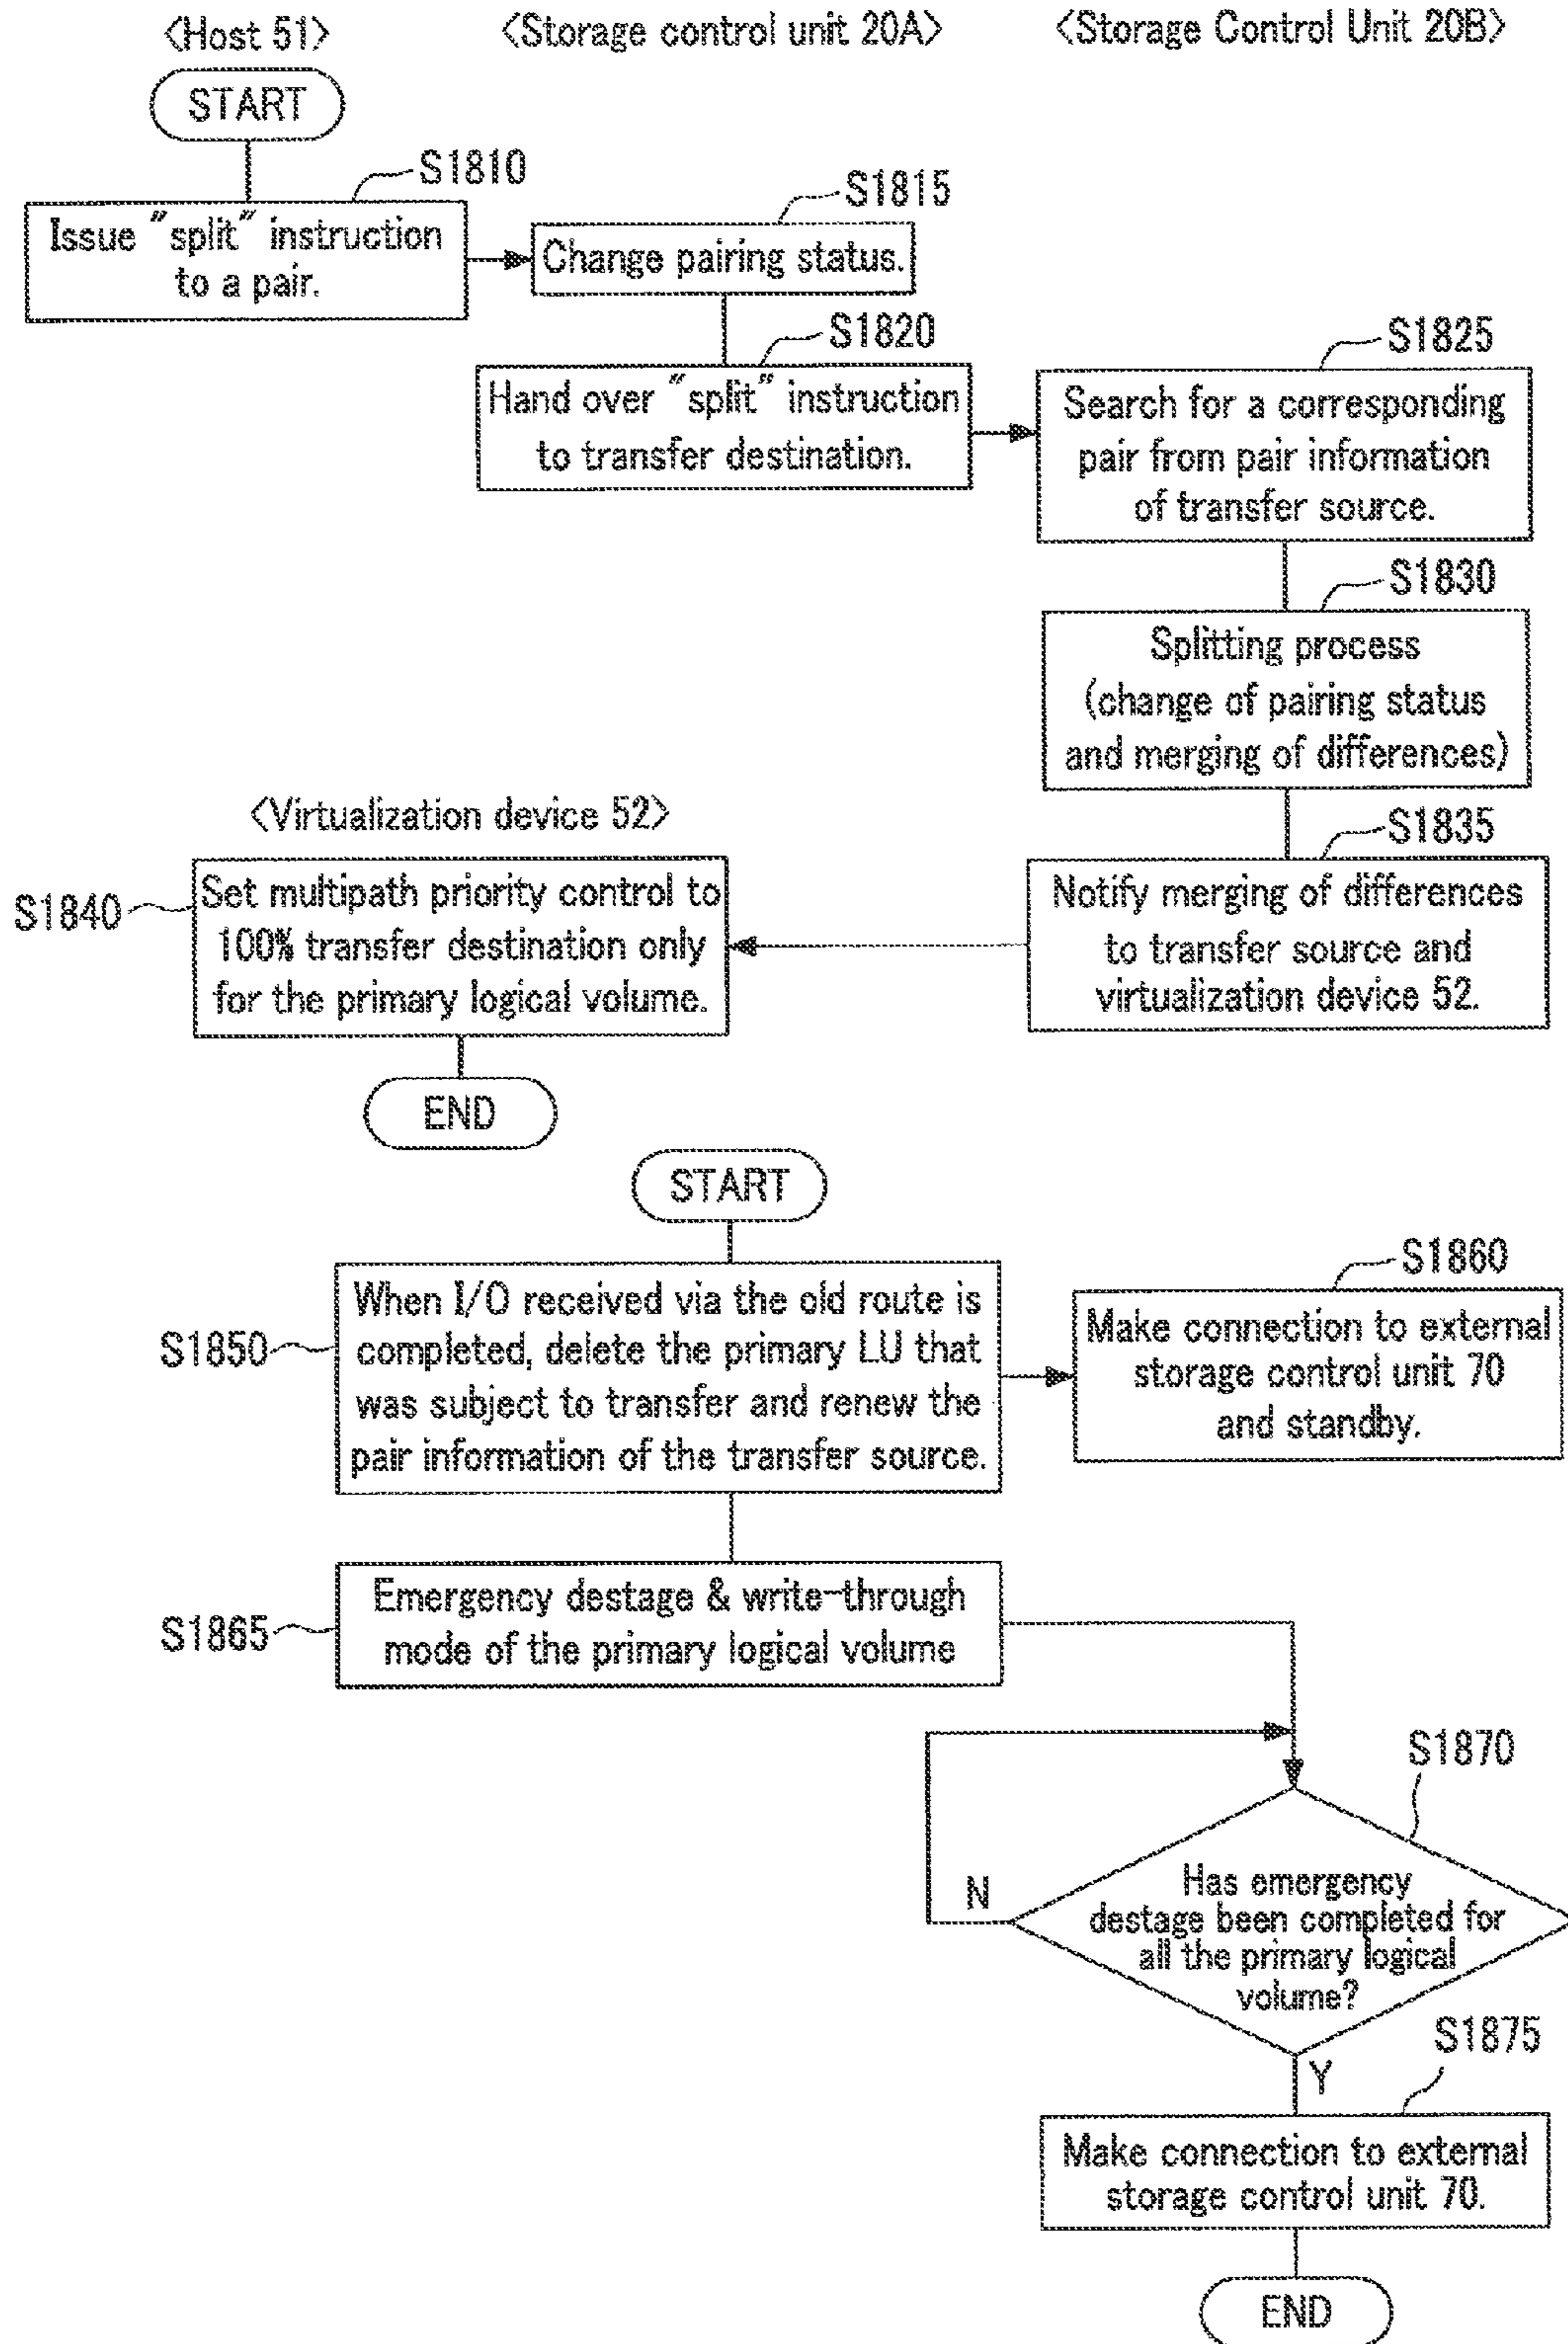 <Host 51>
<Storage control unit 20A>
<Storage Control Unit 20B>
START
S1810
Issue "split" instruction
to a pair.
S1815
Change pairing status.
S1820
Hand over "split" instruction
to transfer destination.
S1825
Search for a corresponding
pair from pair information
of transfer source.
S1830
Splitting process
(change of pairing status
and merging of differences)
S1835
Notify merging of differences
to transfer source and
virtualization device 52.
<Virtualization device 52>
S1840
Set multipath priority control to
100% transfer destination only
for the primary logical volume.
END
START
S1850
When I/O received via the old route is
completed, delete the primary LU that
was subject to transfer and renew the
pair information of the transfer source.
S1860
Make connection to external
storage control unit 70
and standby.
S1865
Emergency destage & write-through
mode of the primary logical volume
S1870
N
Has emergency
destage been completed for
all the primary logical
volume?
Y
S1875
Make connection to external
storage control unit 70.
END